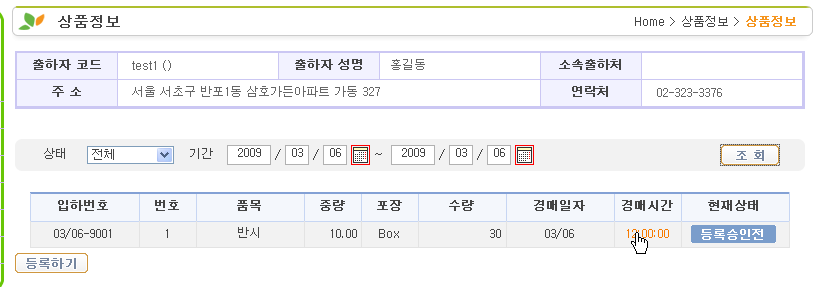 상품정보
Home > 상품정보 > 상품정보
출하자 코드 test1 () 출하자 성명 홍길동 소속출하처
주 소 서울 서초구 반포1동 삼호가든아파트 가동 327 연락처 02-323-3376
상태 전체 기간 2009 / 03 / 06 ~ 2009 / 03 / 06 조 회
입하번호 번호 품목 중량 포장 수량 경매일자 경매시간 현재상태
03/06-9001 1 반시 10.00 Box 30 03/06 12:00:00 등록승인전
등록하기